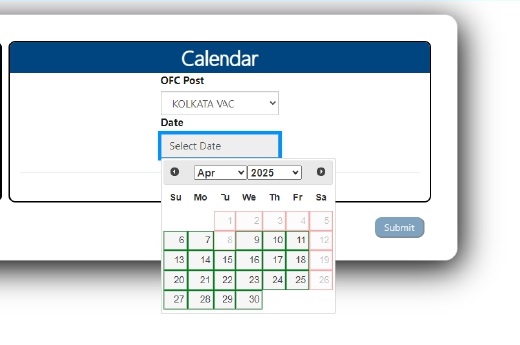 Calendar
OFC Post
KOLKATA VAC
Date
Select Date
Apr 2025
Su Mo Tu We Th Fr Sa
1 2 3 4 5
6 7 8 9 10 11 12
13 14 15 16 17 18 19
20 21 22 23 24 25 26
27 28 29 30
Submit